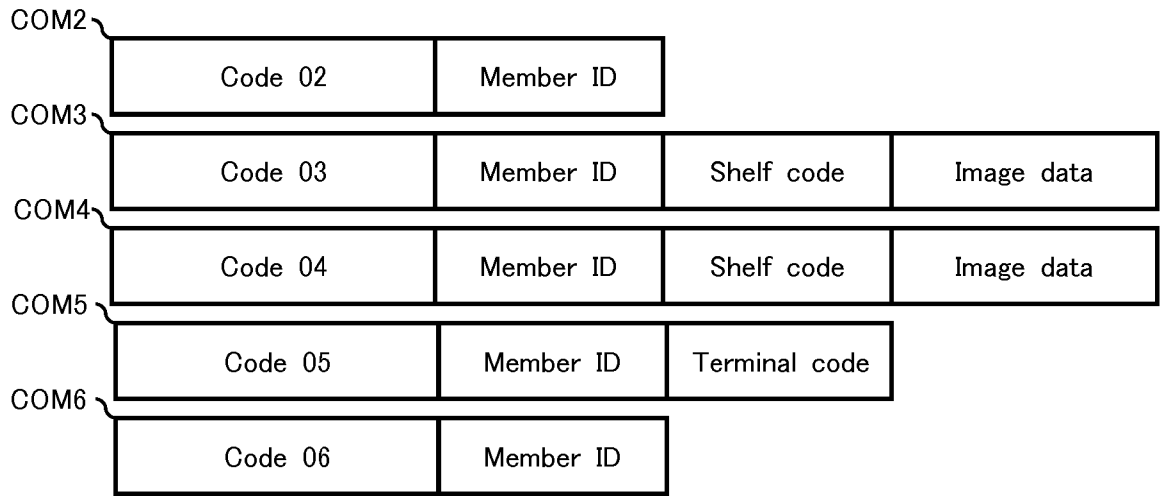 COM2
Code 02 Member ID
COM3
Code 03 Member ID Shelf code Image data
COM4
Code 04 Member ID Shelf code Image data
COM5
Code 05 Member ID Terminal code
COM6
Code 06 Member ID